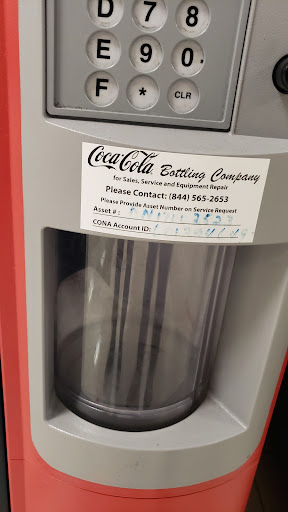 D 7 8
E 9 0
F * CLR
Coca-Cola Bottling Company
for Sales, Service and Equipment Repair
Please Contact: (844) 565-2653
Please Provide Asset Number on Service Request
Asset # :
CONA Account ID: